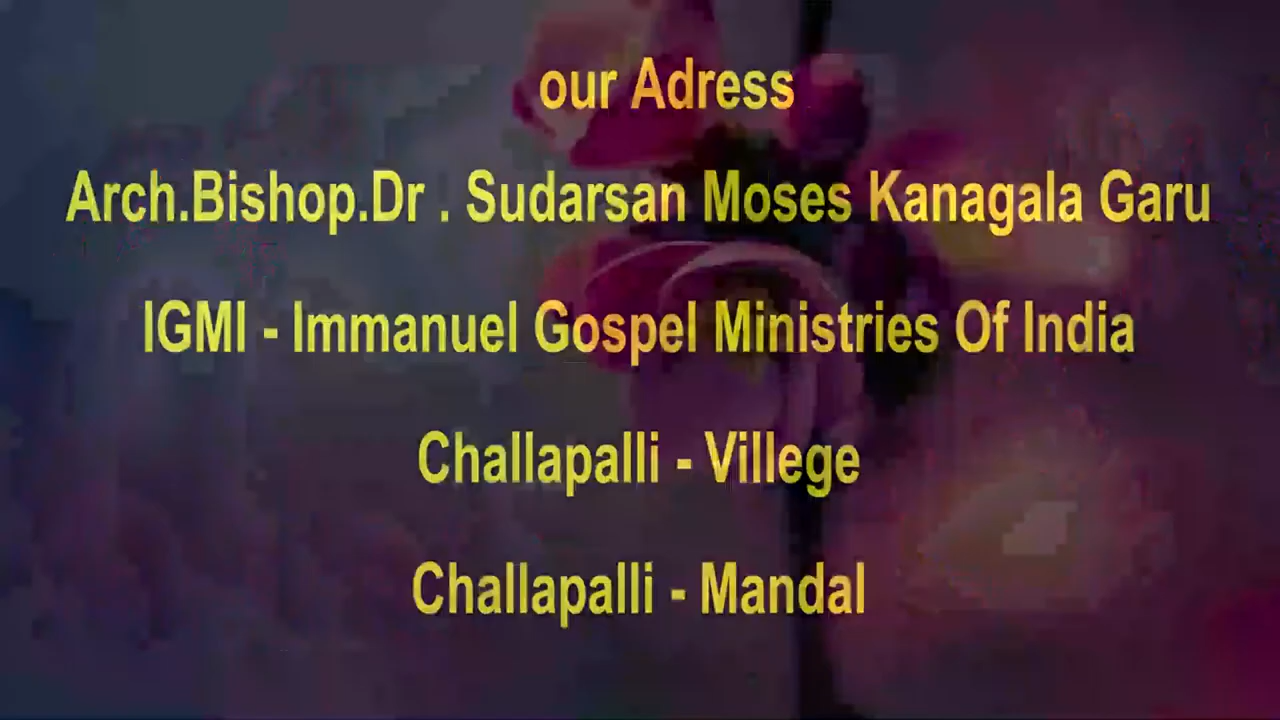 our Adress
Arch.Bishop.Dr . Sudarsan Moses Kanagala Garu
IGMI - Immanuel Gospel Ministries Of India
Challapalli - Villege
Challapalli - Mandal